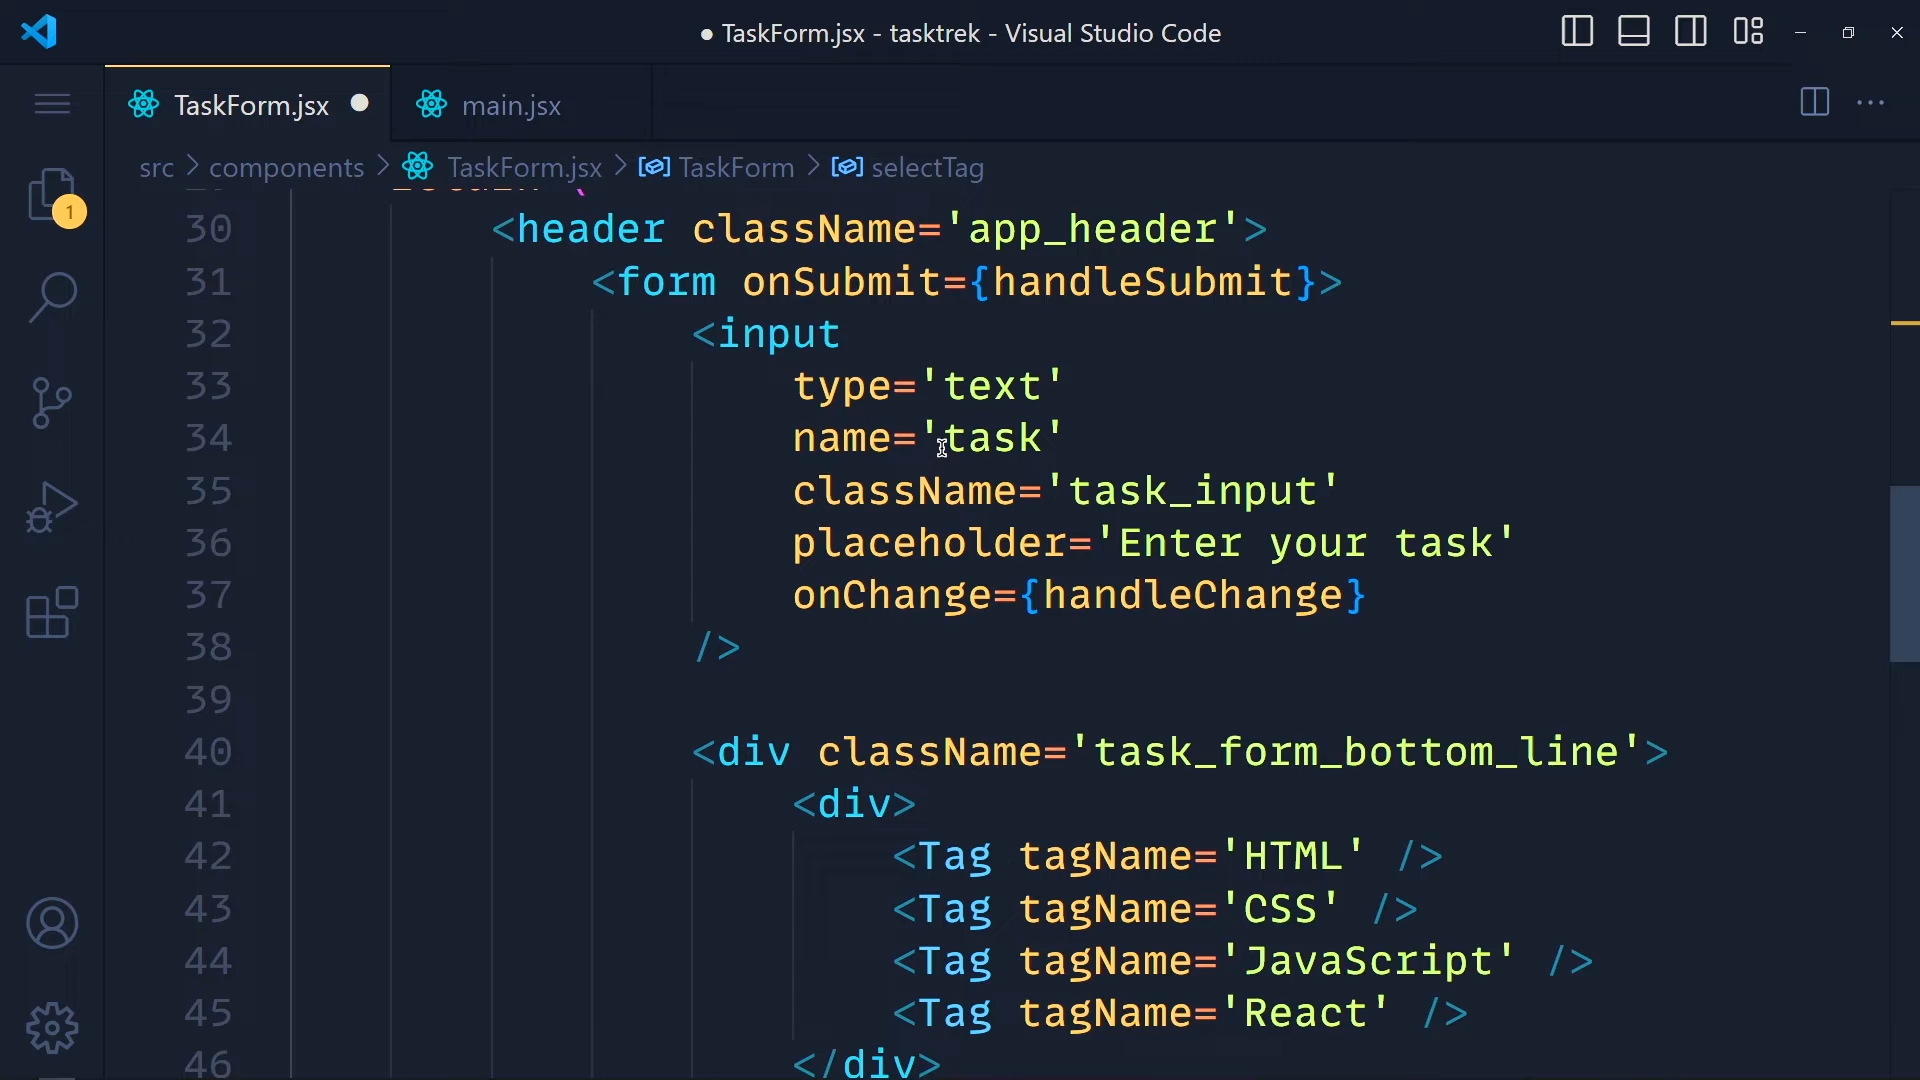 ● TaskForm.jsx - tasktrek - Visual Studio Code
TaskForm.jsx ●
main.jsx
src > components > TaskForm.jsx > TaskForm > selectTag
1
30 <header className='app_header'>
31 <form onSubmit={handleSubmit}>
32 <input
33 type='text'
34 name='task'
35 className='task_input'
36 placeholder='Enter your task'
37 onChange={handleChange}
38 />
39
40 <div className='task_form_bottom_line'>
41 <div>
42 <Tag tagName='HTML' />
43 <Tag tagName='CSS' />
44 <Tag tagName='JavaScript' />
45 <Tag tagName='React' />
46 </div>